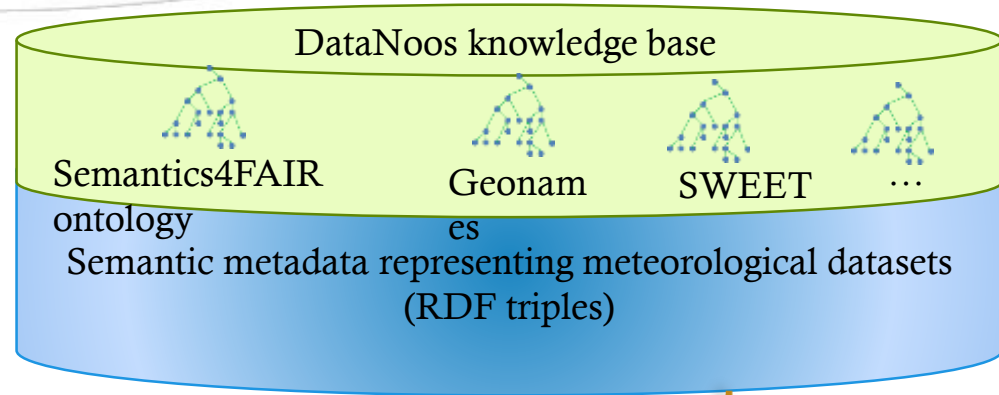 DataNoos knowledge base
Semantics4FAIR
ontology
Geonam
es
SWEET
...
Semantic metadata representing meteorological datasets
(RDF triples)